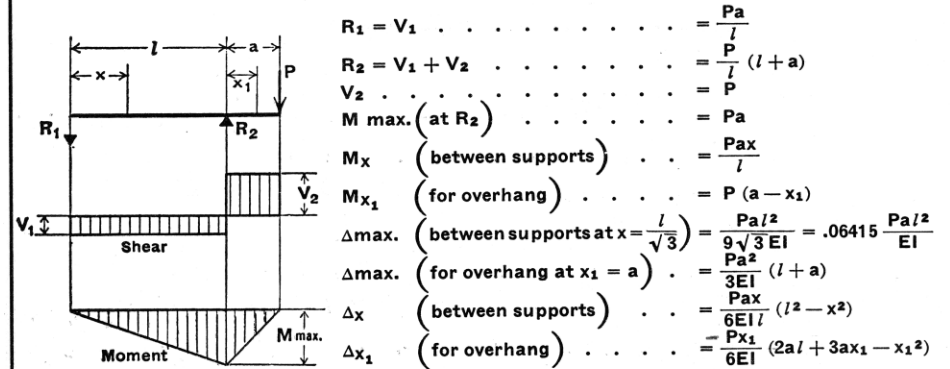 l
a
x
x₁
P
R₁
R₂
V₁
V₂
Shear
M max.
Moment
R₁ = V₁ . . . . . . . . . . = Pa/l
R₂ = V₁ + V₂ . . . . . . . = P/l (l + a)
V₂ . . . . . . . . . . . . = P
M max. (at R₂) . . . . . . = Pa
Mx (between supports) . . = Pax/l
Mx₁ (for overhang) . . . . = P (a − x₁)
Δmax. (between supports at x = l/√3) = Pal²/9√3 EI = .06415 Pal²/EI
Δmax. (for overhang at x₁ = a) . = Pa²/3EI (l + a)
Δx (between supports) . . = Pax/6EIl (l² − x²)
Δx₁ (for overhang) . . . . . = Px₁/6EI (2al + 3ax₁ − x₁²)